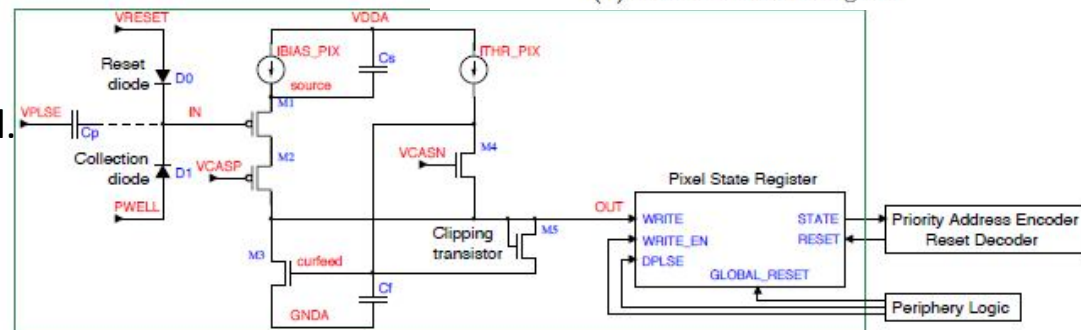 VRESET
VDDA
IBIAS_PIX
Cs
ITHR_PIX
Reset
diode
D0
source
VPLSE
Cp
IN
M1
Collection
diode
D1
VCASP
M2
VCASN
M4
PWELL
Pixel State Register
OUT
WRITE
STATE
WRITE_EN
RESET
DPLSE
GLOBAL_RESET
Priority Address Encoder
Reset Decoder
Clipping
transistor
M5
M3
curfeed
Cf
GNDA
Periphery Logic